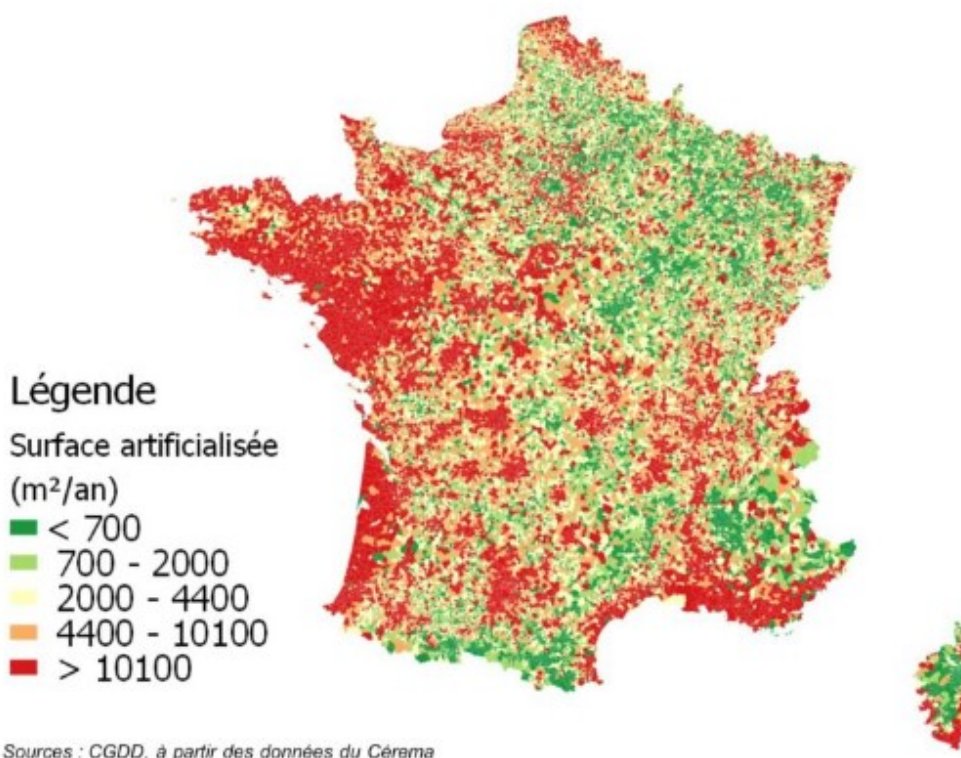 Légende
Surface artificialisée
(m²/an)
< 700
700 - 2000
2000 - 4400
4400 - 10100
> 10100
Sources : CGDD, à partir des données du Cérema